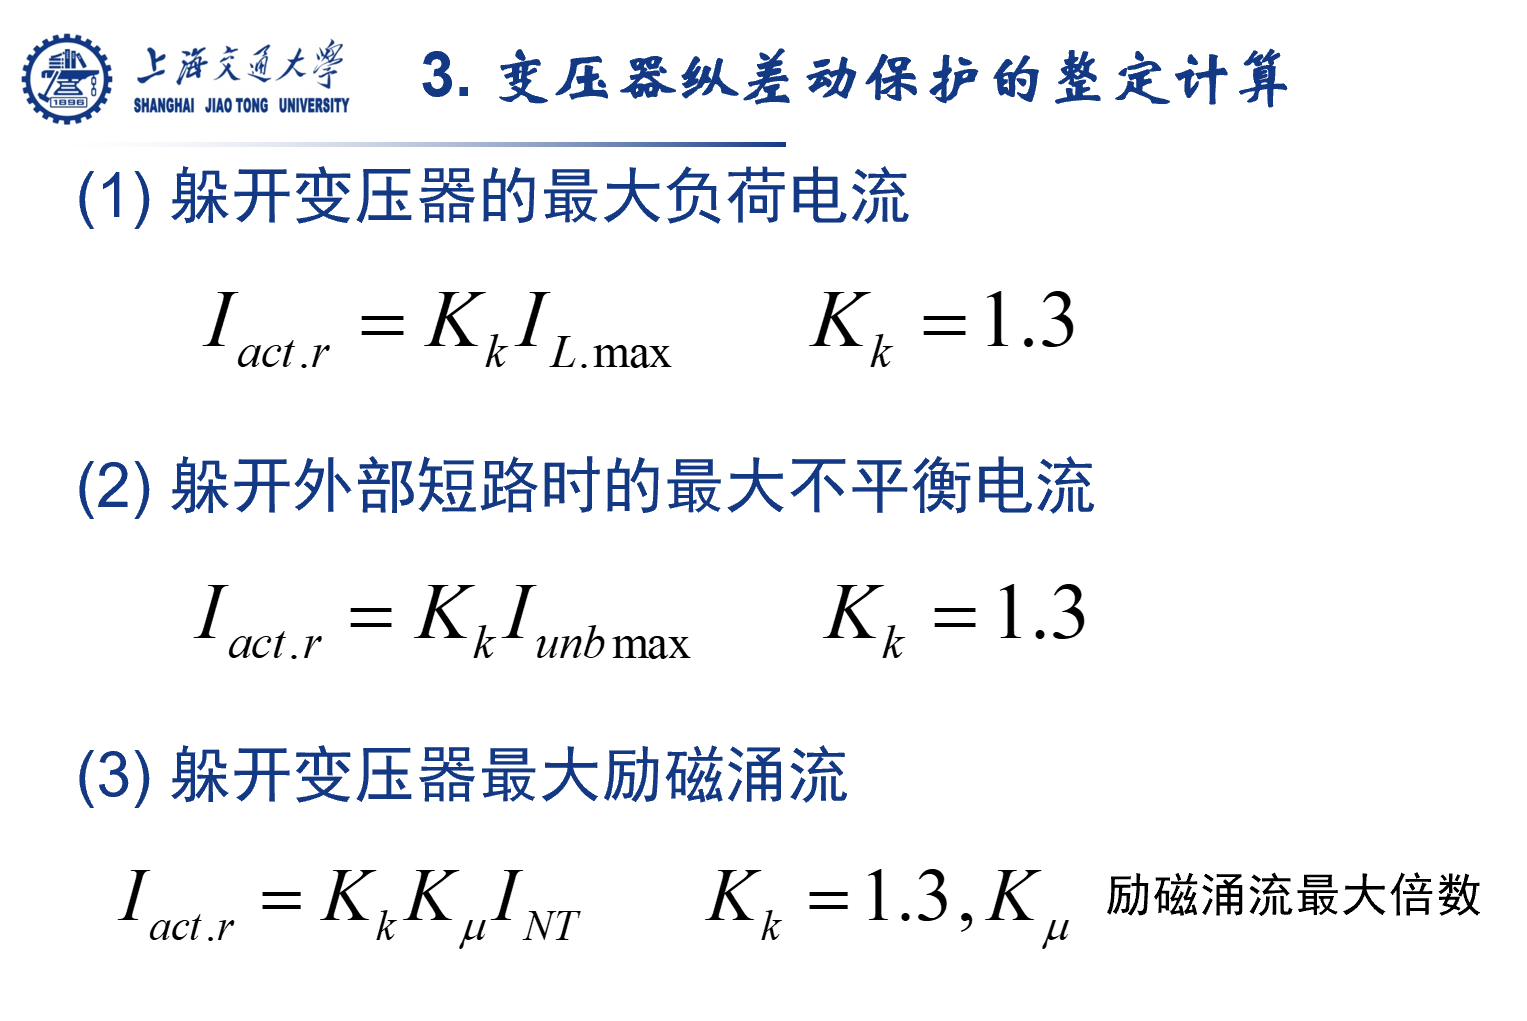 上海交通大学
SHANGHAI JIAO TONG UNIVERSITY
1896
3. 变压器纵差动保护的整定计算
(1) 躲开变压器的最大负荷电流
I_{act.r} = K_k I_{L.max}  K_k = 1.3
(2) 躲开外部短路时的最大不平衡电流
I_{act.r} = K_k I_{unb max}  K_k = 1.3
(3) 躲开变压器最大励磁涌流
I_{act.r} = K_k K_μ I_{NT}  K_k = 1.3, K_μ 励磁涌流最大倍数